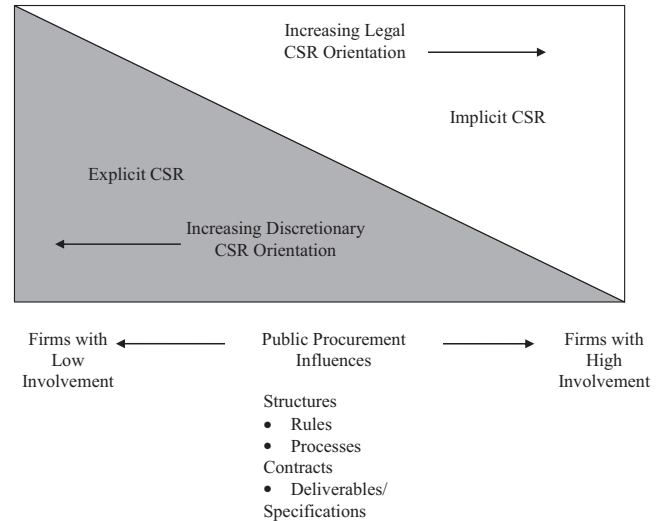 Increasing Legal
CSR Orientation
Implicit CSR
Explicit CSR
Increasing Discretionary
CSR Orientation
Firms with
Low
Involvement
Public Procurement
Influences
Firms with
High
Involvement
Structures
• Rules
• Processes
Contracts
• Deliverables/
Specifications